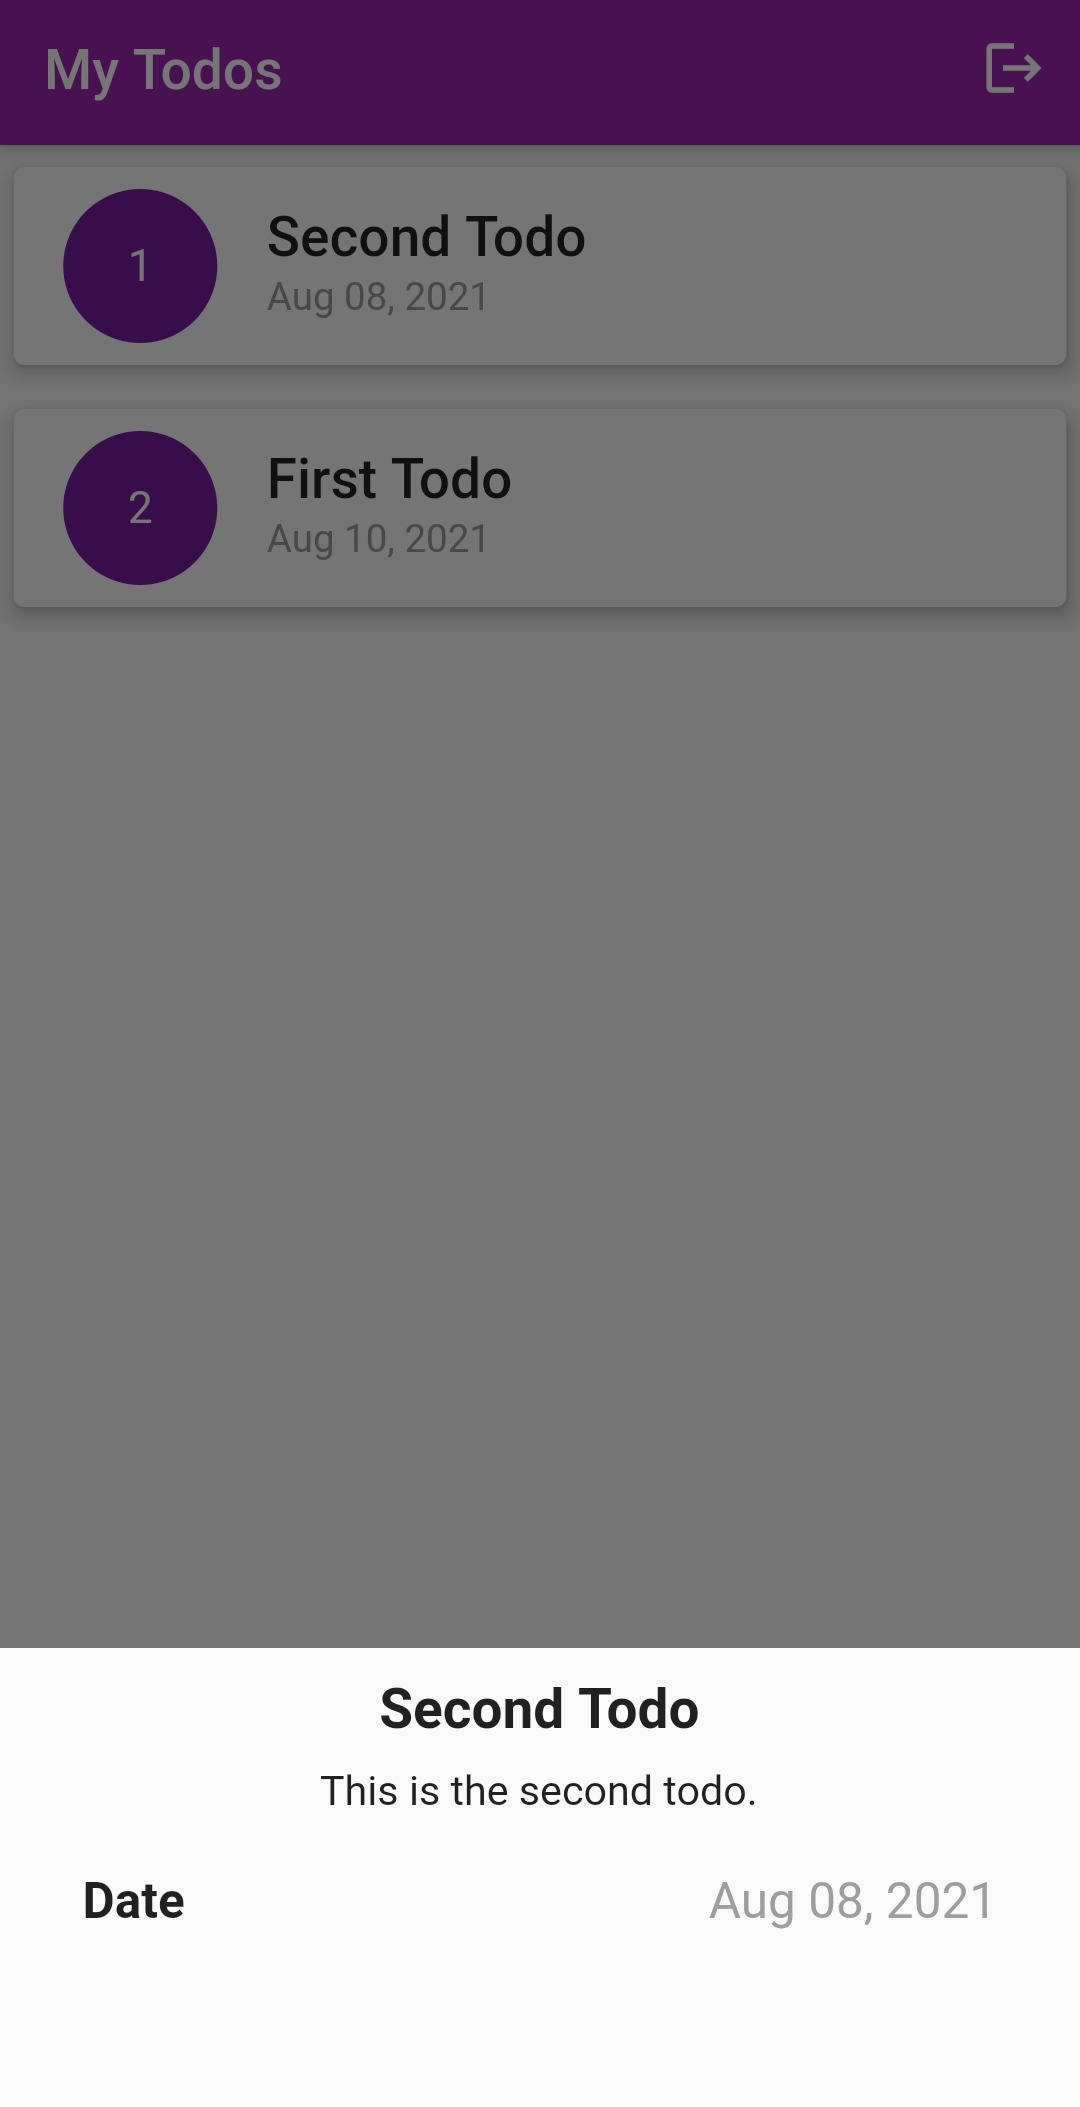 My Todos
1
Second Todo
Aug 08, 2021
2
First Todo
Aug 10, 2021
Second Todo
This is the second todo.
Date Aug 08, 2021